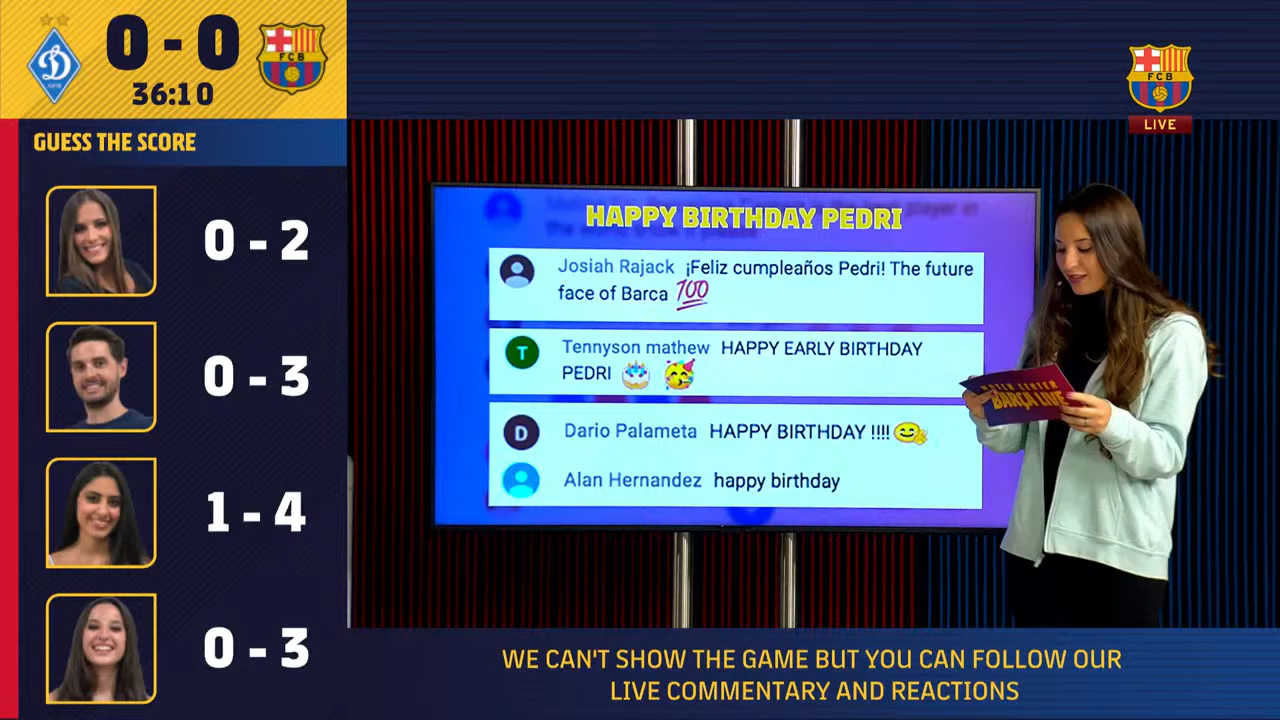 0 - 0
36:10
FCB
FCB
LIVE
GUESS THE SCORE
0 - 2
0 - 3
1 - 4
0 - 3
HAPPY BIRTHDAY PEDRI
Josiah Rajack ¡Feliz cumpleaños Pedri! The future
face of Barca 💯
Tennyson mathew HAPPY EARLY BIRTHDAY
PEDRI 🎂 🥳
T
D
Dario Palameta HAPPY BIRTHDAY !!!!
Alan Hernandez happy birthday
MATCH CENTER
BARÇA LIVE
WE CAN'T SHOW THE GAME BUT YOU CAN FOLLOW OUR
LIVE COMMENTARY AND REACTIONS